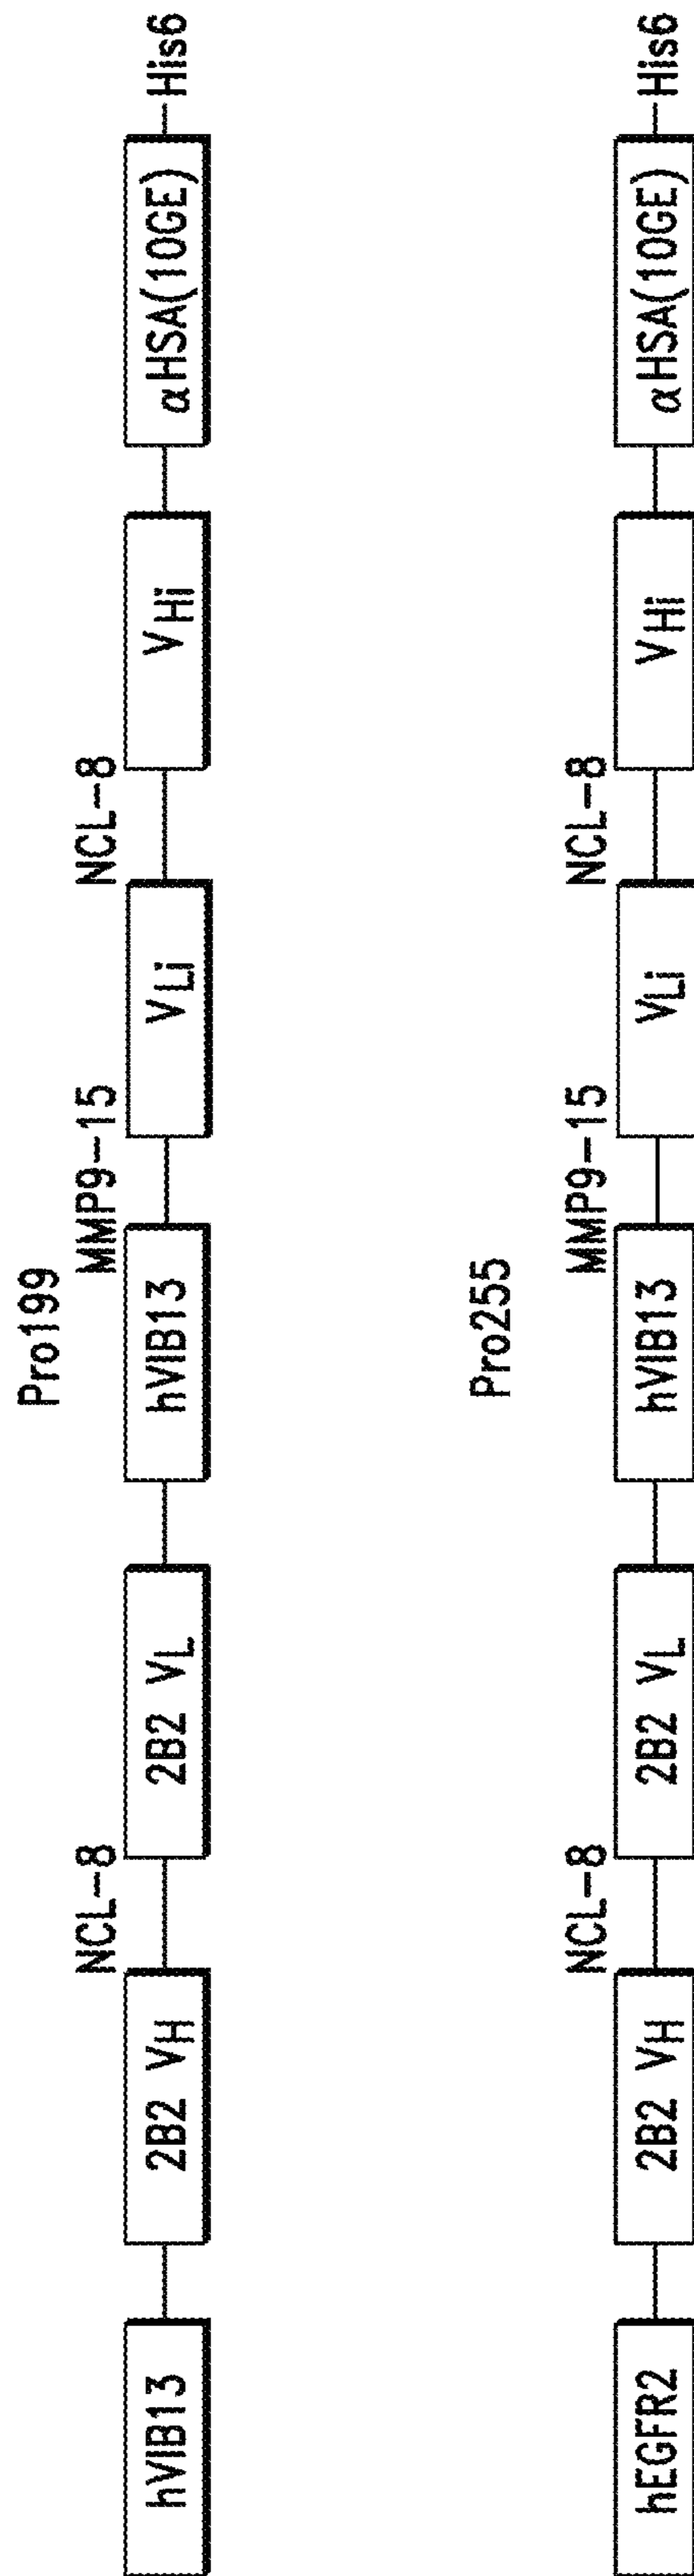 Pro199
NCL-8 MMP9-15 NCL-8
hVIB13 2B2 VH 2B2 VL hVIB13 VLi VHi αHSA(10GE) His6
Pro255
NCL-8 MMP9-15 NCL-8
hEGFR2 2B2 VH 2B2 VL hVIB13 VLi VHi αHSA(10GE) His6